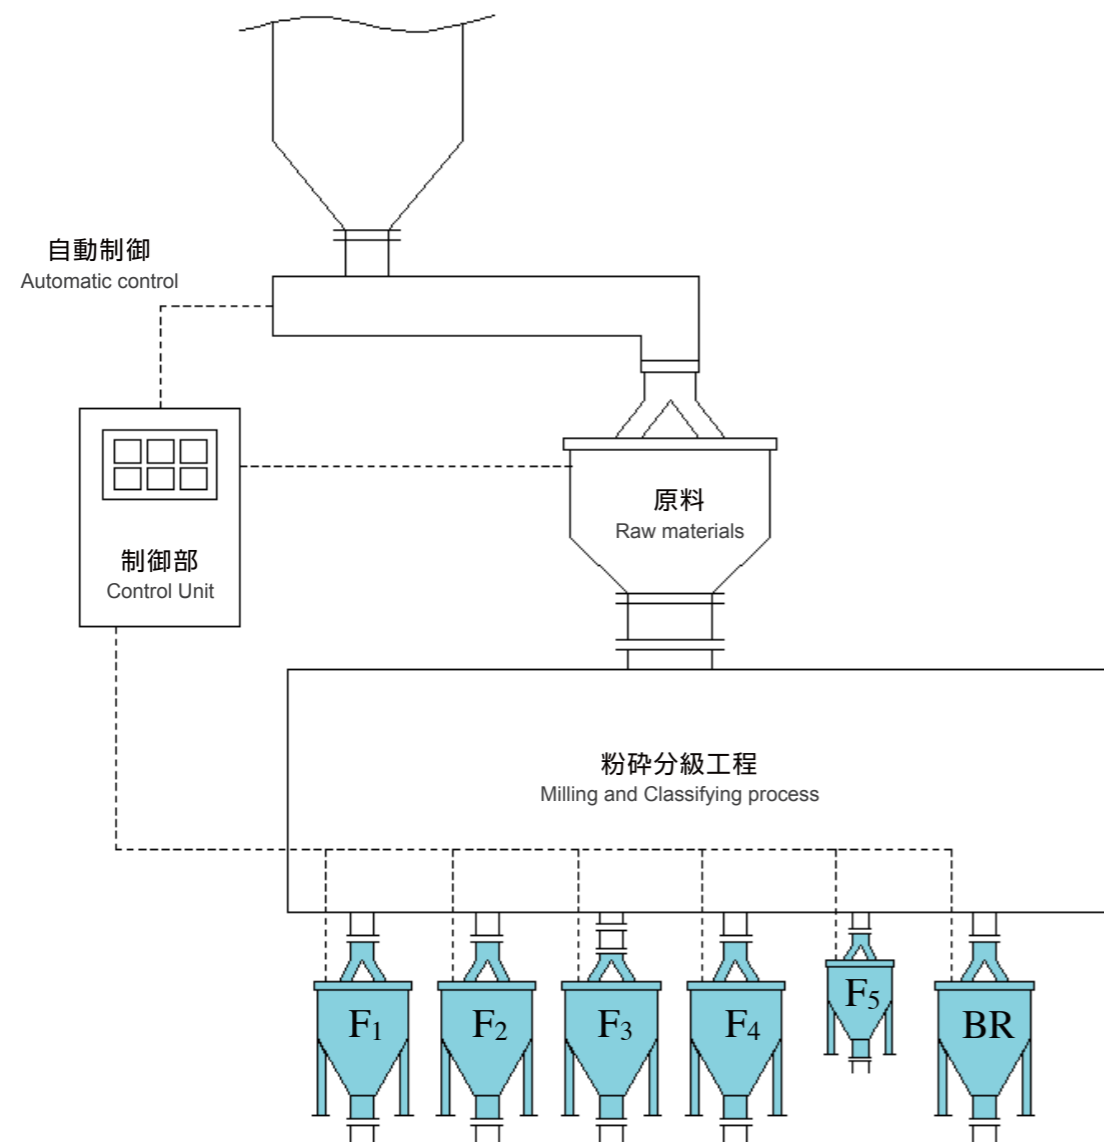 自動制御
Automatic control
原料
Raw materials
制御部
Control Unit
粉砕分級工程
Milling and Classifying process
F1
F2
F3
F4
F5
BR